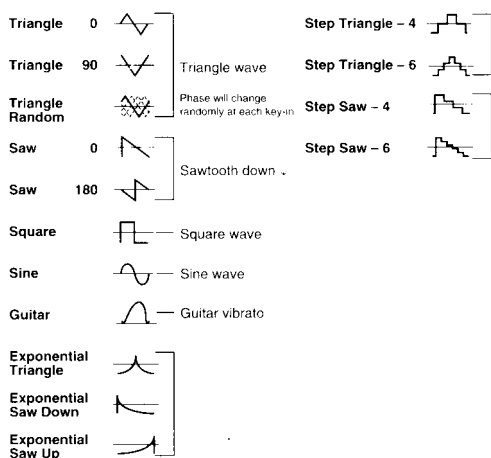 Triangle 0
Triangle 90
Triangle wave
Triangle
Random
Phase will change
randomly at each key-in
Saw 0
Saw 180
Sawtooth down
Square
Square wave
Sine
Sine wave
Guitar
Guitar vibrato
Exponential
Triangle
Exponential
Saw Down
Exponential
Saw Up
Step Triangle – 4
Step Triangle – 6
Step Saw – 4
Step Saw – 6